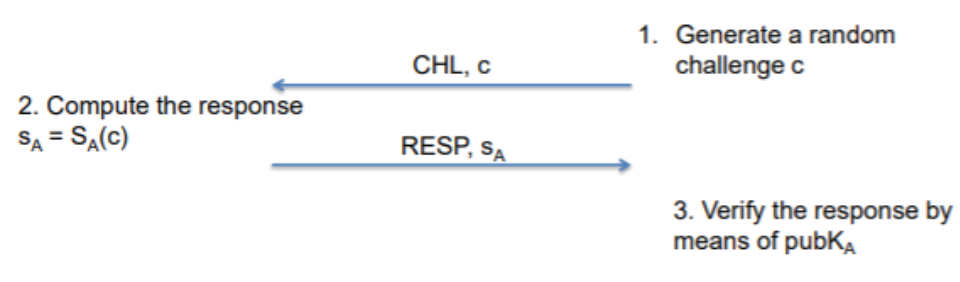 1. Generate a random
challenge c
CHL, c
2. Compute the response
sA = SA(c)
RESP, sA
3. Verify the response by
means of pubKA